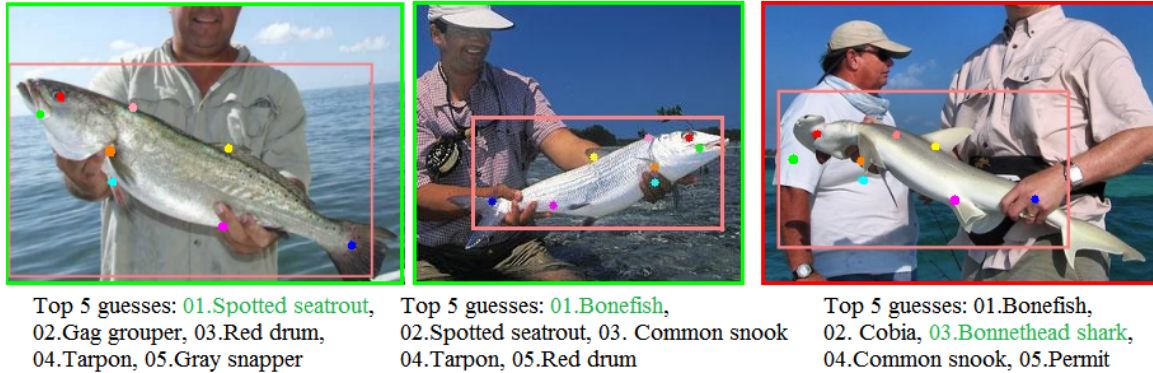 Top 5 guesses: 01.Spotted seatrout,
02.Gag grouper, 03.Red drum,
04.Tarpon, 05.Gray snapper
Top 5 guesses: 01.Bonefish,
02.Spotted seatrout, 03. Common snook
04.Tarpon, 05.Red drum
Top 5 guesses: 01.Bonefish,
02. Cobia, 03.Bonnethead shark,
04.Common snook, 05.Permit